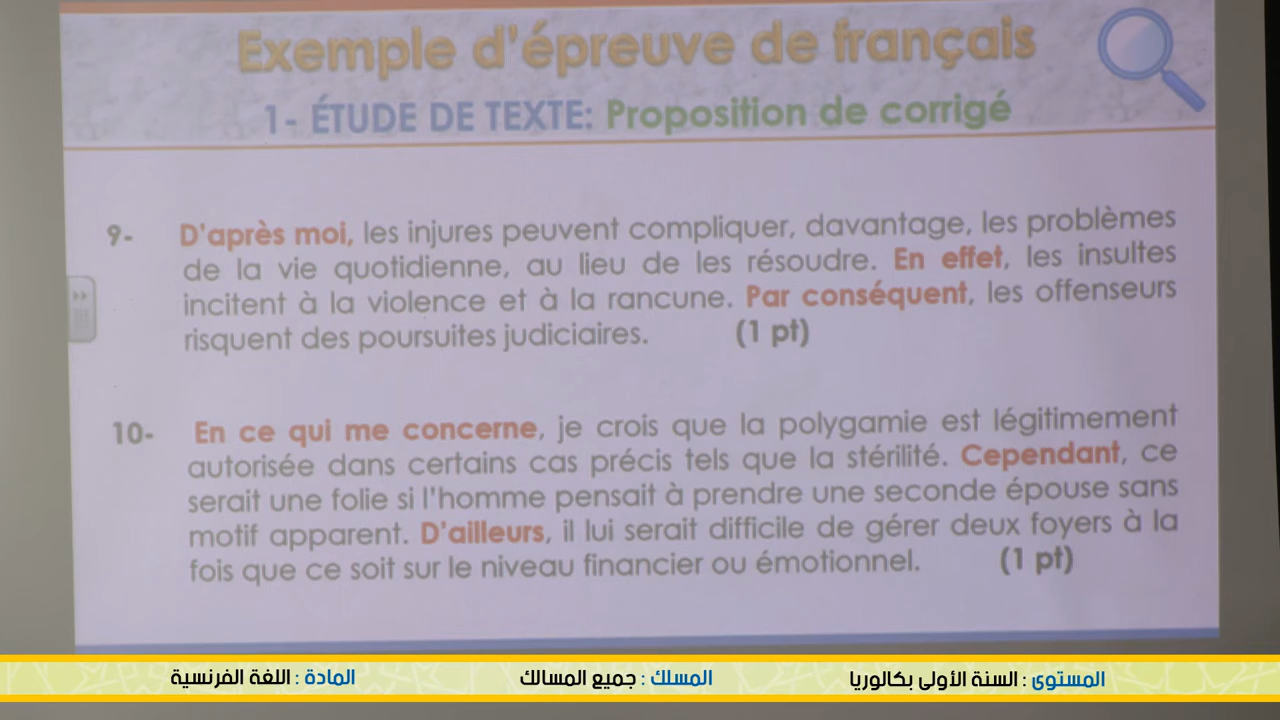 Exemple d'épreuve de français
1- ÉTUDE DE TEXTE: Proposition de corrigé
9- D'après moi, les injures peuvent compliquer, davantage, les problèmes
de la vie quotidienne, au lieu de les résoudre. En effet, les insultes
incitent à la violence et à la rancune. Par conséquent, les offenseurs
risquent des poursuites judiciaires. (1 pt)
10- En ce qui me concerne, je crois que la polygamie est légitimement
autorisée dans certains cas précis tels que la stérilité. Cependant, ce
serait une folie si l'homme pensait à prendre une seconde épouse sans
motif apparent. D'ailleurs, il lui serait difficile de gérer deux foyers à la
fois que ce soit sur le niveau financier ou émotionnel. (1 pt)
المستوى : السنة الأولى بكالوريا المسلك : جميع المسالك المادة : اللغة الفرنسية